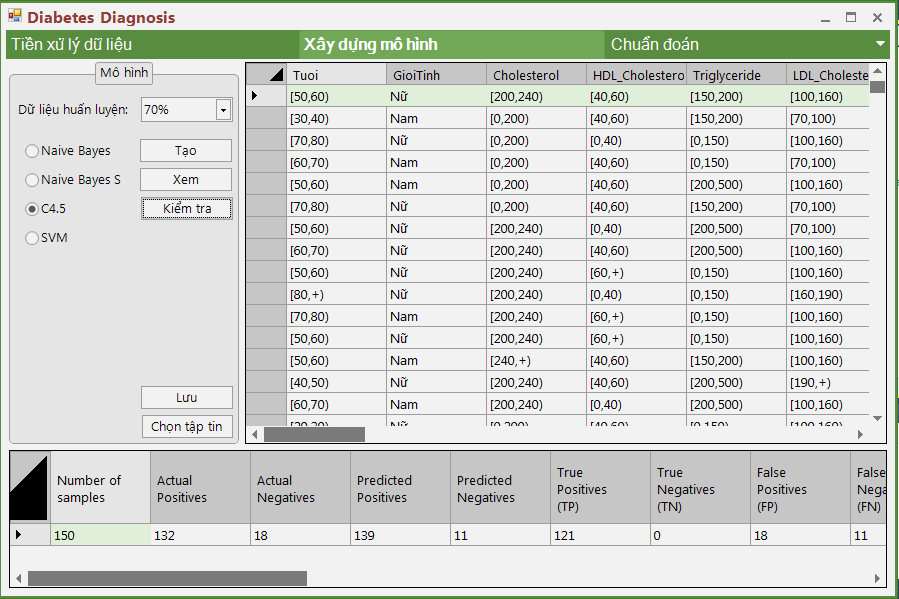 Diabetes Diagnosis
Tiền xử lý dữ liệu Xây dựng mô hình Chuẩn đoán
Mô hình
Dữ liệu huấn luyện: 70%
Naive Bayes Tạo
Naive Bayes S Xem
C4.5 Kiểm tra
SVM
Lưu
Chọn tập tin
Tuoi GioiTinh Cholesterol HDL_Cholestero Triglyceride LDL_Choleste
[50,60) Nữ [200,240) [40,60) [150,200) [100,160)
[30,40) Nam [0,200) [40,60) [150,200) [70,100)
[70,80) Nữ [0,200) [0,40) [0,150) [100,160)
[60,70) Nam [0,200) [40,60) [0,150) [70,100)
[50,60) Nam [0,200) [40,60) [200,500) [100,160)
[70,80) Nữ [0,200) [40,60) [150,200) [70,100)
[50,60) Nữ [200,240) [0,40) [200,500) [70,100)
[60,70) Nữ [200,240) [40,60) [200,500) [100,160)
[50,60) Nữ [200,240) [60,+) [0,150) [100,160)
[80,+) Nữ [200,240) [0,40) [0,150) [160,190)
[70,80) Nam [200,240) [60,+) [0,150) [100,160)
[50,60) Nữ [200,240) [60,+) [0,150) [100,160)
[50,60) Nam [240,+) [40,60) [150,200) [100,160)
[40,50) Nữ [200,240) [40,60) [200,500) [190,+)
[60,70) Nam [200,240) [0,40) [200,500) [100,160)
Number of samples Actual Positives Actual Negatives Predicted Positives Predicted Negatives True Positives (TP) True Negatives (TN) False Positives (FP) False Nega (FN)
150 132 18 139 11 121 0 18 11